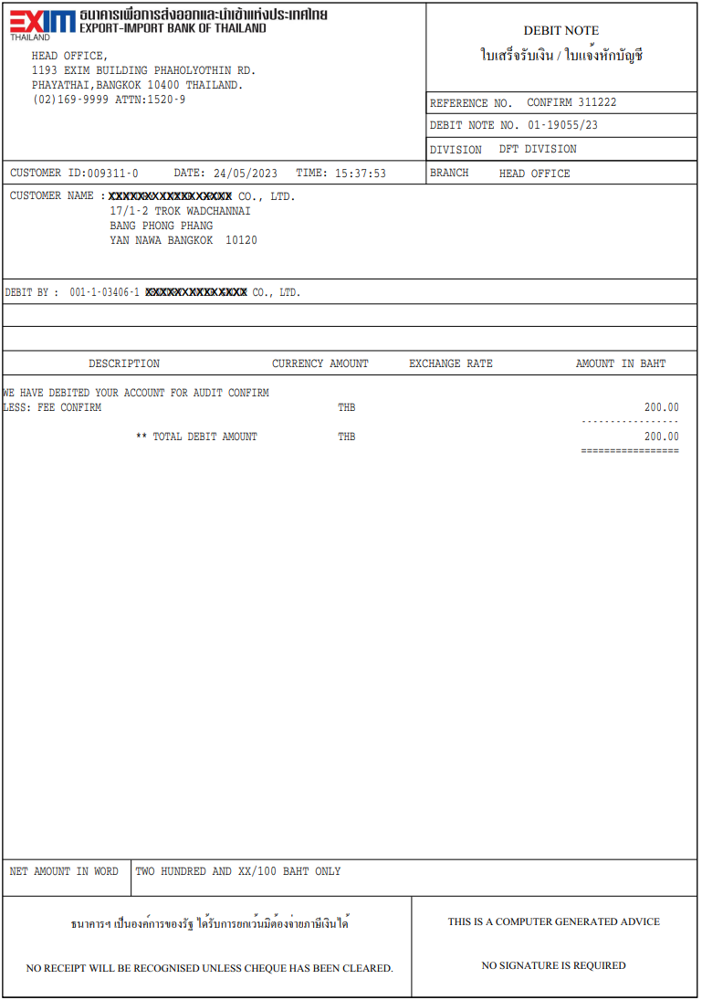 EXIM
THAILAND
ธนาคารเพื่อการส่งออกและนำเข้าแห่งประเทศไทย
EXPORT-IMPORT BANK OF THAILAND
HEAD OFFICE,
1193 EXIM BUILDING PHAHOLYOTHIN RD.
PHAYATHAI,BANGKOK 10400 THAILAND.
(02)169-9999 ATTN:1520-9
DEBIT NOTE
ใบเสร็จรับเงิน / ใบแจ้งหักบัญชี
REFERENCE NO. CONFIRM 311222
DEBIT NOTE NO. 01-19055/23
DIVISION DFT DIVISION
CUSTOMER ID:009311-0 DATE: 24/05/2023 TIME: 15:37:53
BRANCH HEAD OFFICE
CUSTOMER NAME : CO., LTD.
17/1-2 TROK WADCHANNAI
BANG PHONG PHANG
YAN NAWA BANGKOK 10120
DEBIT BY : 001-1-03406-1 CO., LTD.
DESCRIPTION CURRENCY AMOUNT EXCHANGE RATE AMOUNT IN BAHT
WE HAVE DEBITED YOUR ACCOUNT FOR AUDIT CONFIRM
LESS: FEE CONFIRM THB 200.00
-----------------
** TOTAL DEBIT AMOUNT THB 200.00
=================
NET AMOUNT IN WORD TWO HUNDRED AND XX/100 BAHT ONLY
ธนาคารฯ เป็นองค์การของรัฐ ได้รับการยกเว้นมิต้องจ่ายภาษีเงินได้
NO RECEIPT WILL BE RECOGNISED UNLESS CHEQUE HAS BEEN CLEARED.
THIS IS A COMPUTER GENERATED ADVICE
NO SIGNATURE IS REQUIRED